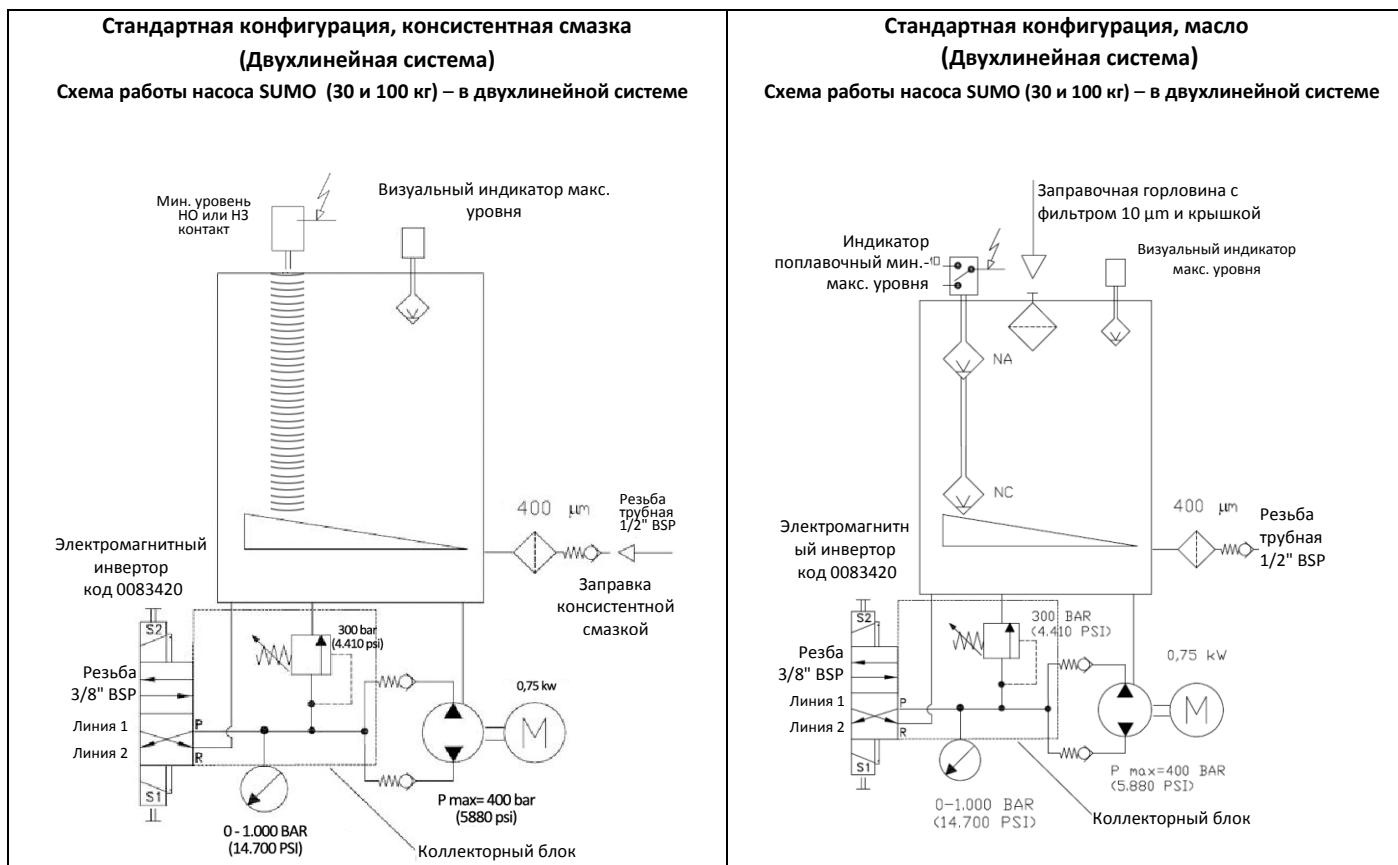 Стандартная конфигурация, консистентная смазка
(Двухлинейная система)
Схема работы насоса SUMO (30 и 100 кг) – в двухлинейной системе
Мин. уровень
НО или НЗ
контакт
Визуальный индикатор макс.
уровня
400 µm
Резьба
трубная
1/2" BSP
Заправка
консистентной
смазкой
Электромагнитный
инвертор
код 0083420
S2
300 bar
(4.410 psi)
Резьба
3/8" BSP
0,75 kw
Линия 1
P
M
Линия 2
R
S1
P max= 400 bar
(5880 psi)
0 - 1.000 BAR
(14.700 PSI)
Коллекторный блок
Стандартная конфигурация, масло
(Двухлинейная система)
Схема работы насоса SUMO (30 и 100 кг) – в двухлинейной системе
Заправочная горловина с
фильтром 10 µm и крышкой
Индикатор
поплавочный мин.-
макс. уровня
Визуальный индикатор
макс. уровня
NA
NC
400 µm
Резьба
трубная
1/2" BSP
Электромагнитн
ый инвертор
код 0083420
S2
300 BAR
(4.410 PSI)
Резба
3/8" BSP
0,75 kW
Линия 1
P
M
Линия 2
R
S1
P max=400 BAR
(5.880 PSI)
0-1.000 BAR
(14.700 PSI)
Коллекторный блок